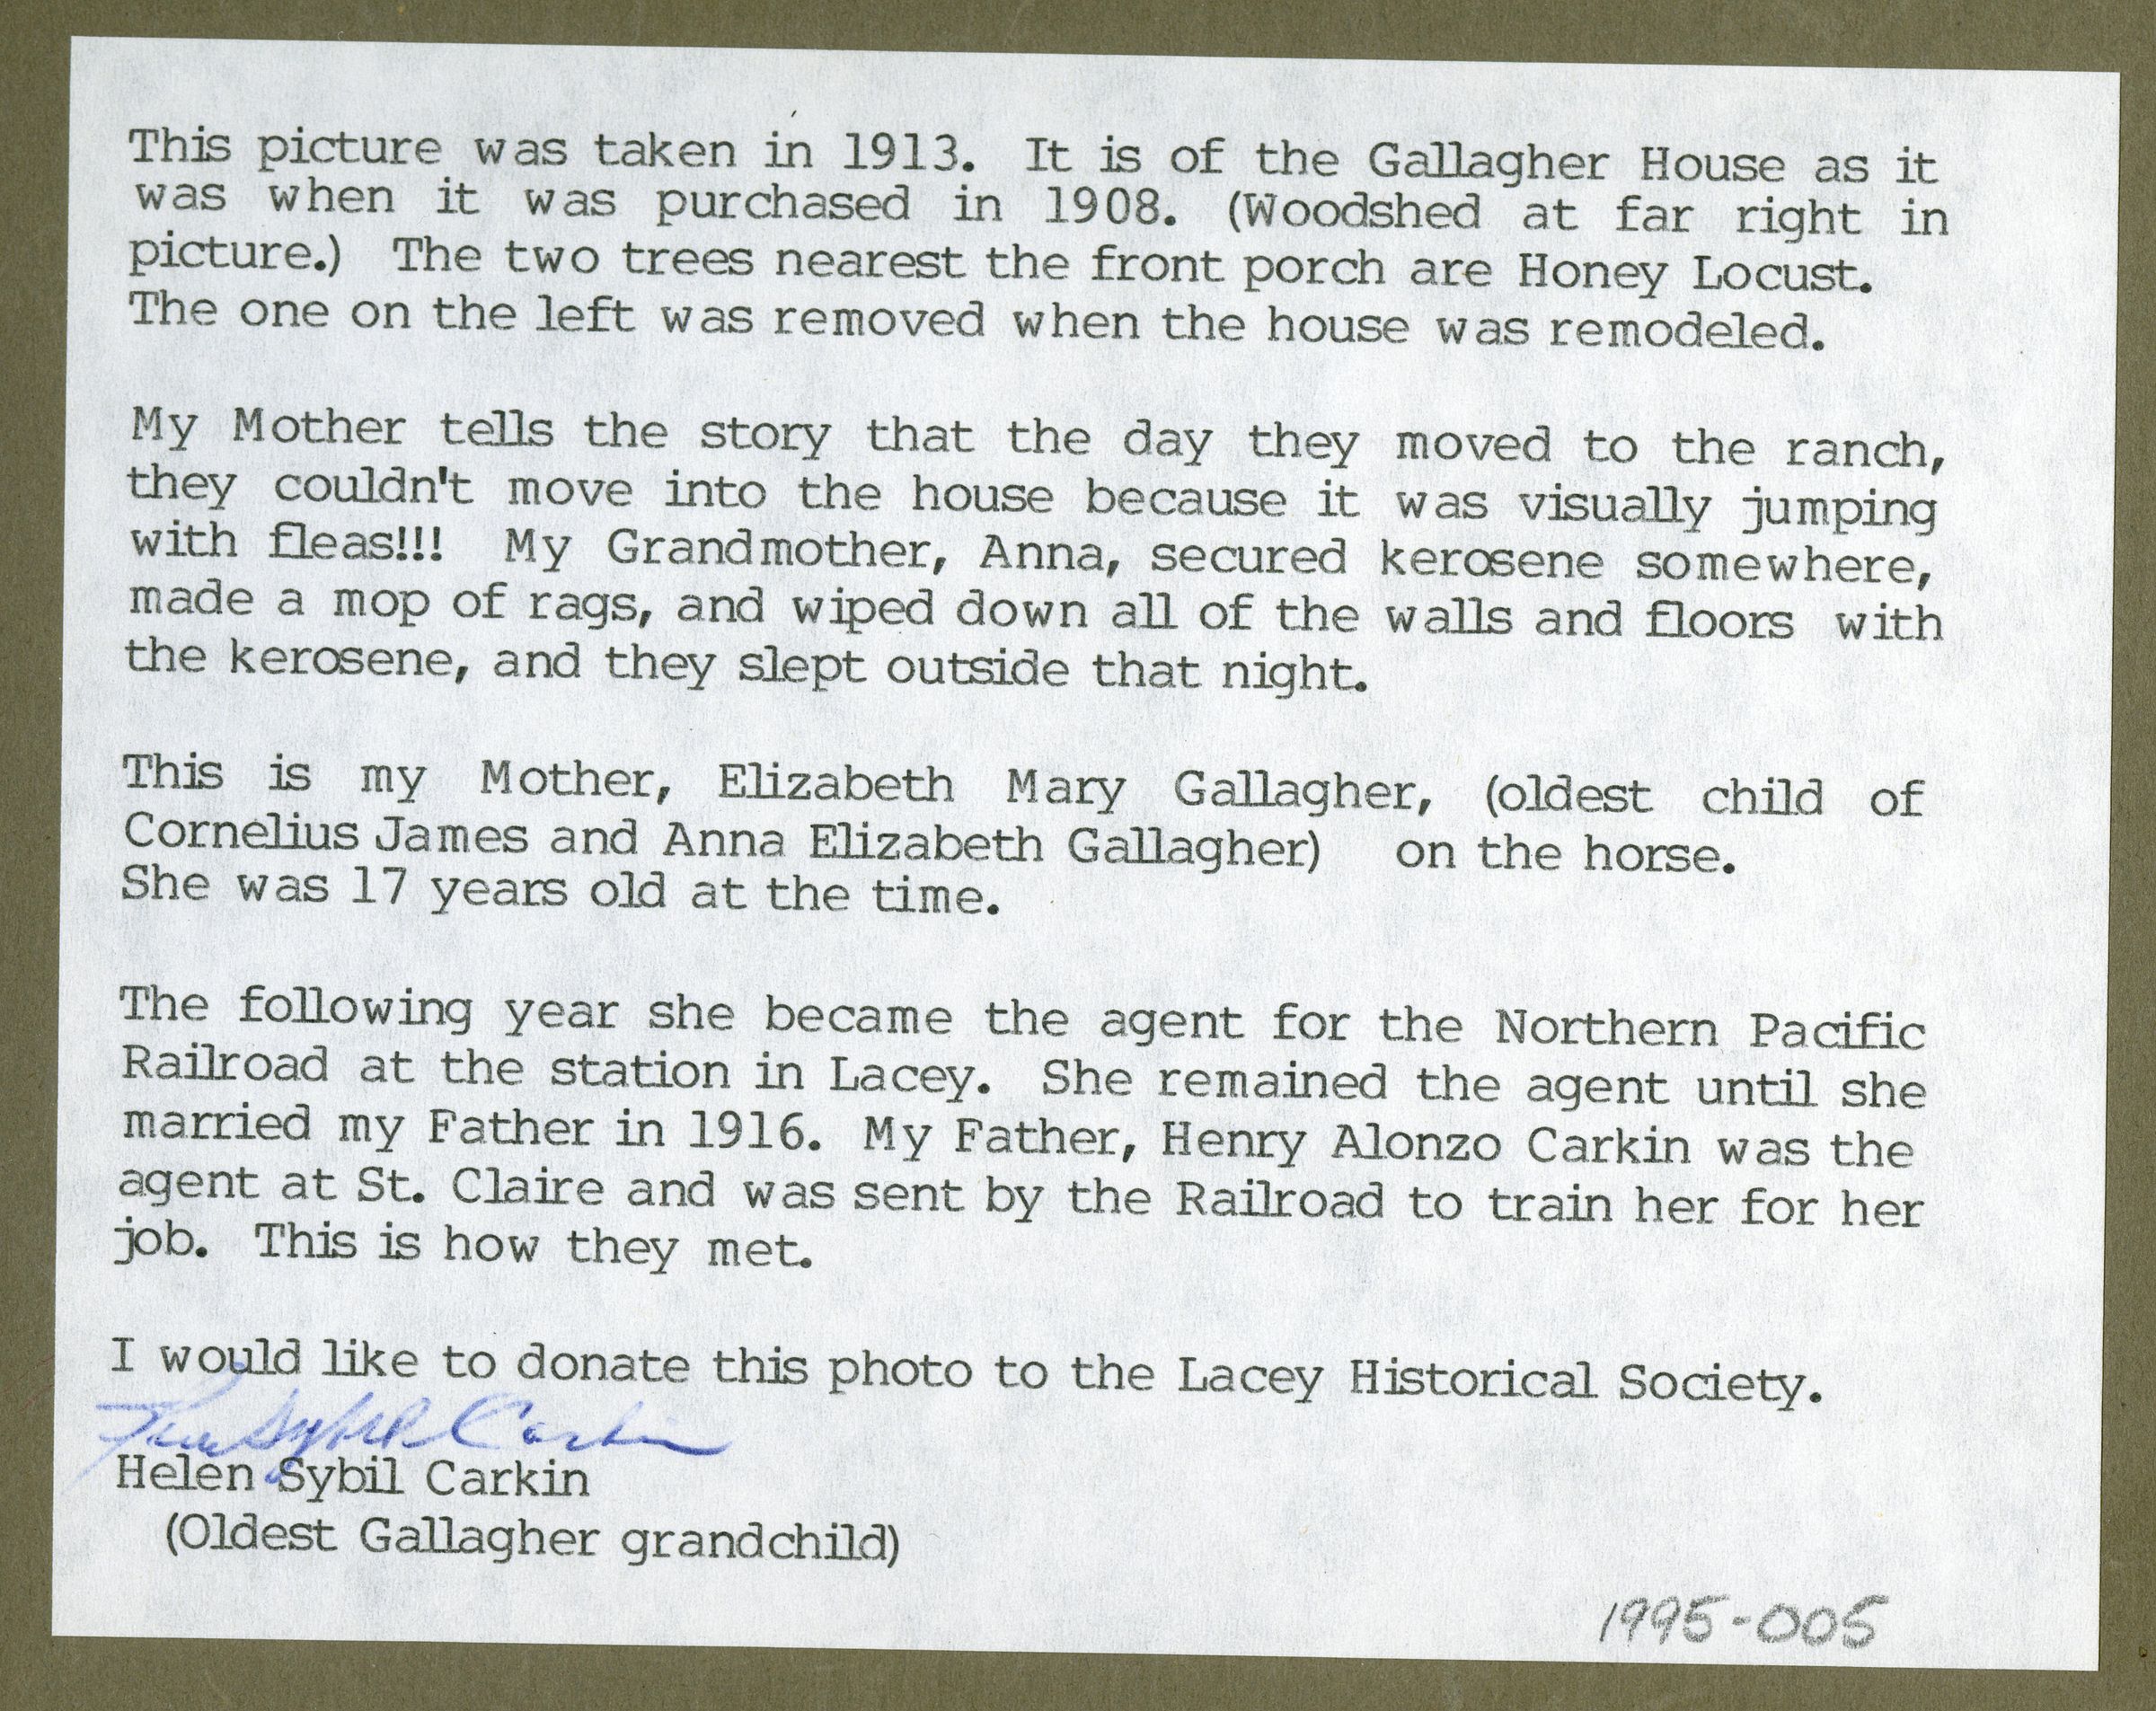 This picture was taken in 1913. It is of the Gallagher House as it
was when it was purchased in 1908. (Woodshed at far right in
picture.) The two trees nearest the front porch are Honey Locust.
The one on the left was removed when the house was remodeled.
My Mother tells the story that the day they moved to the ranch,
they couldn't move into the house because it was visually jumping
with fleas!!! My Grandmother, Anna, secured kerosene somewhere,
made a mop of rags, and wiped down all of the walls and floors with
the kerosene, and they slept outside that night.
This is my Mother, Elizabeth Mary Gallagher, (oldest child of
Cornelius James and Anna Elizabeth Gallagher) on the horse.
She was 17 years old at the time.
The following year she became the agent for the Northern Pacific
Railroad at the station in Lacey. She remained the agent until she
married my Father in 1916. My Father, Henry Alonzo Carkin was the
agent at St. Claire and was sent by the Railroad to train her for her
job. This is how they met.
I would like to donate this photo to the Lacey Historical Society.
Sybil Carkin
Helen Sybil Carkin
(Oldest Gallagher grandchild)
1995-005